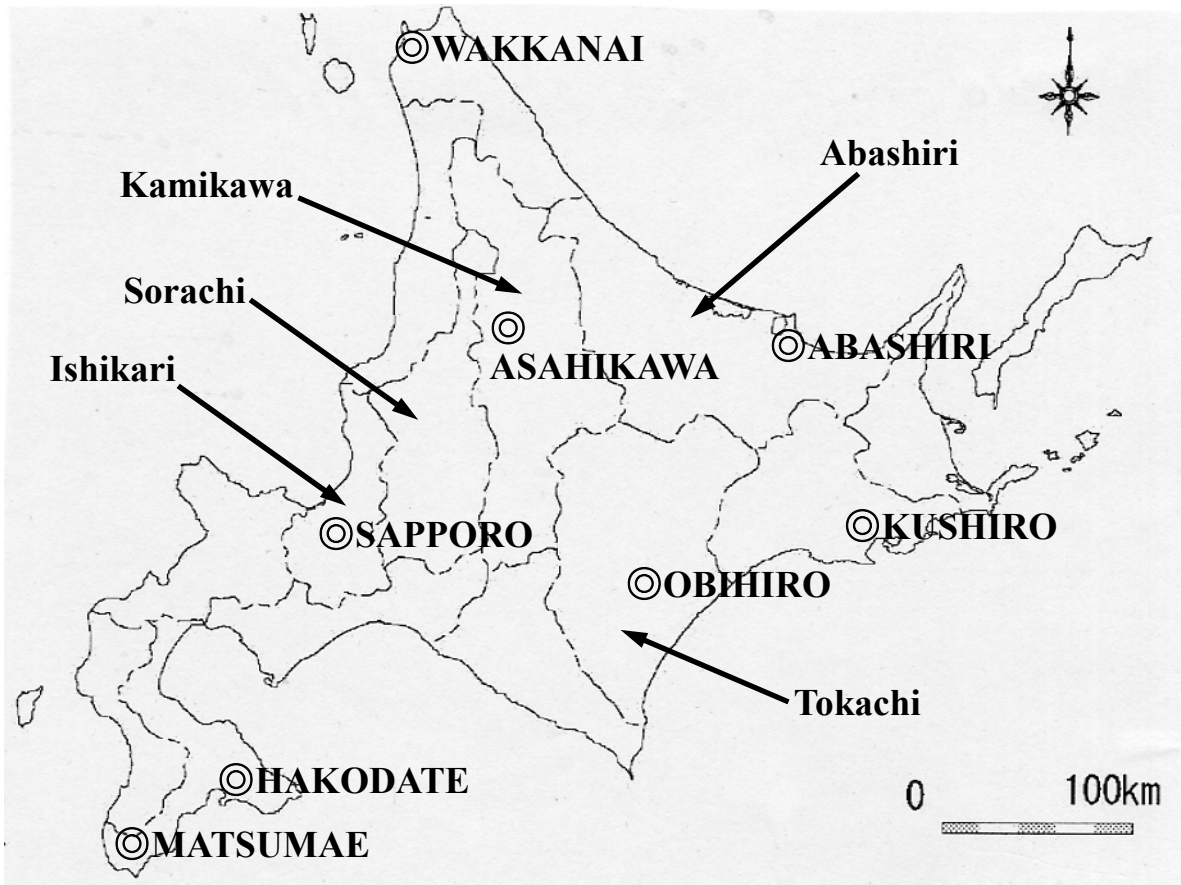 WAKKANAI
Abashiri
Kamikawa
Sorachi
ASAHIKAWA
ABASHIRI
Ishikari
SAPPORO
KUSHIRO
OBIHIRO
Tokachi
HAKODATE
0 100km
MATSUMAE